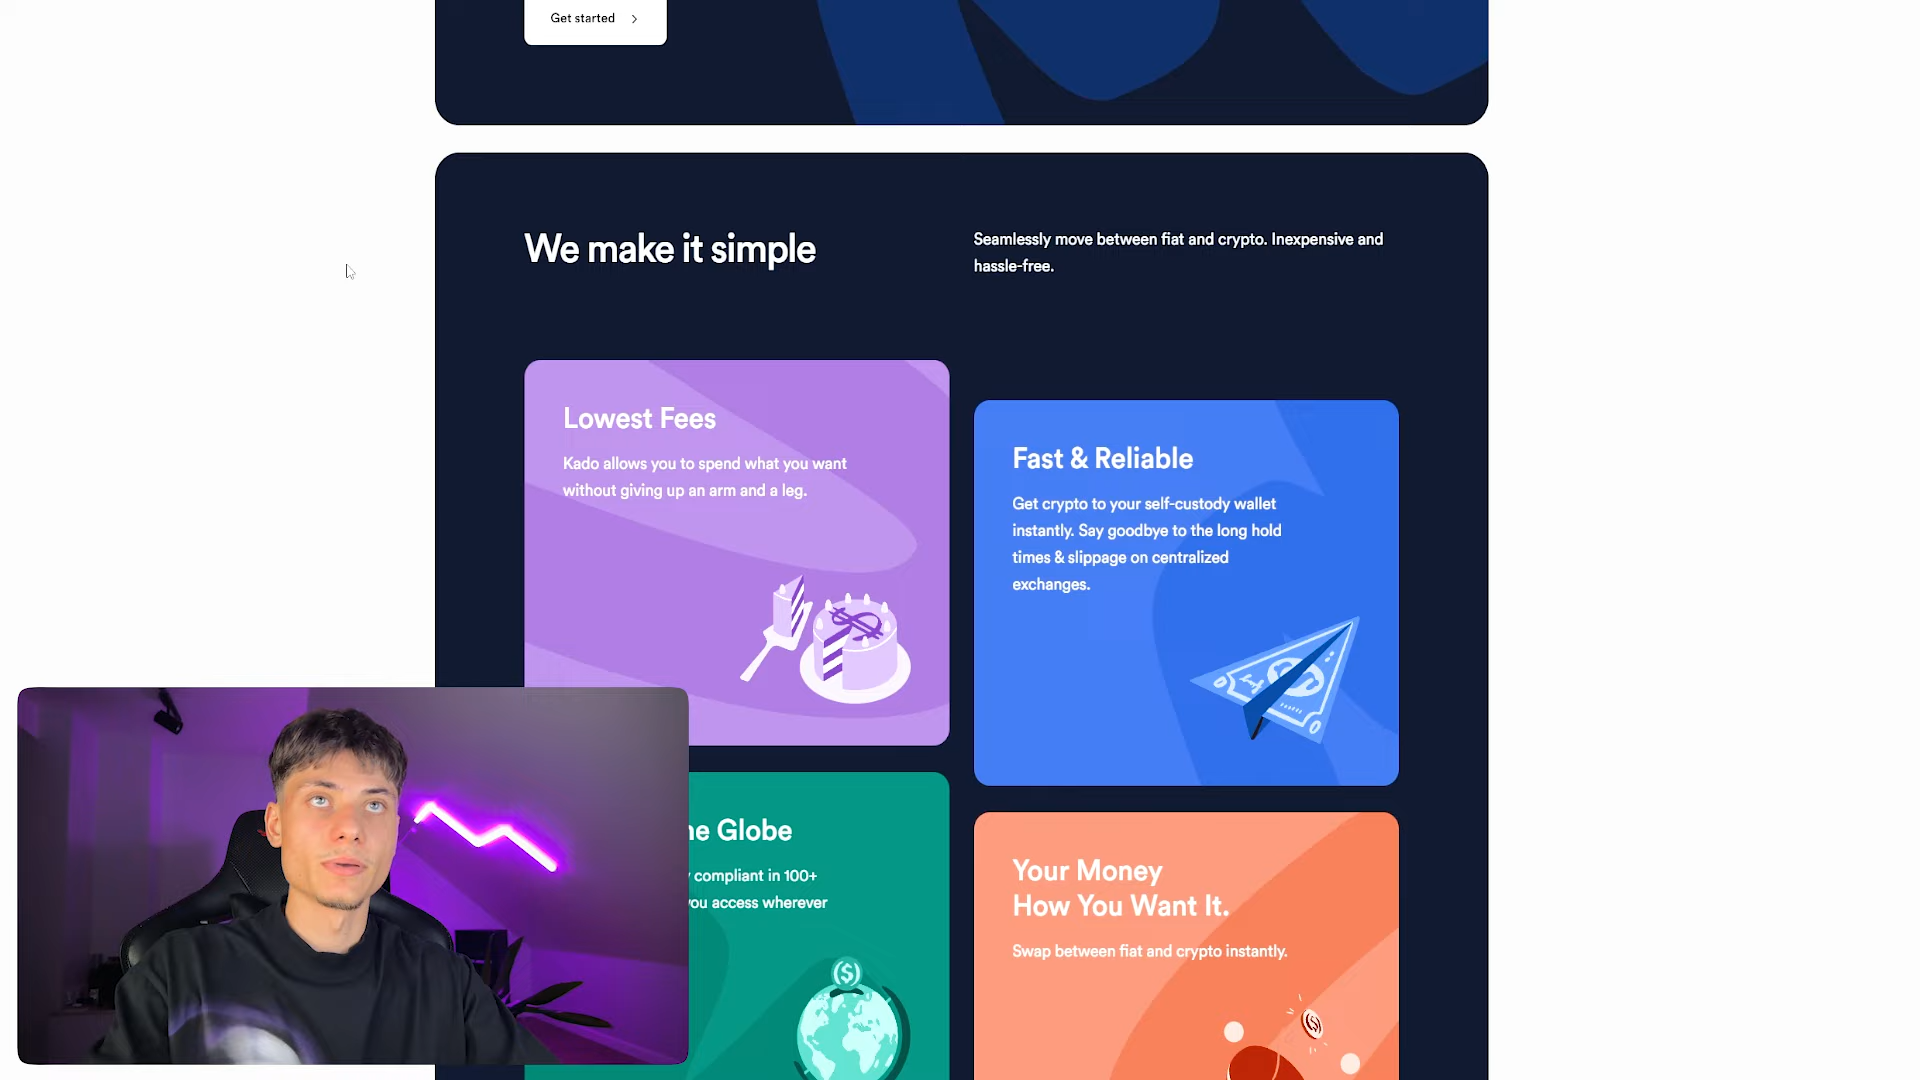 Get started
We make it simple
Seamlessly move between fiat and crypto. Inexpensive and
hassle-free.
Lowest Fees
Kado allows you to spend what you want
without giving up an arm and a leg.
Fast & Reliable
Get crypto to your self-custody wallet
instantly. Say goodbye to the long hold
times & slippage on centralized
exchanges.
Globe
compliant in 100+
you access wherever
Your Money
How You Want It.
Swap between fiat and crypto instantly.